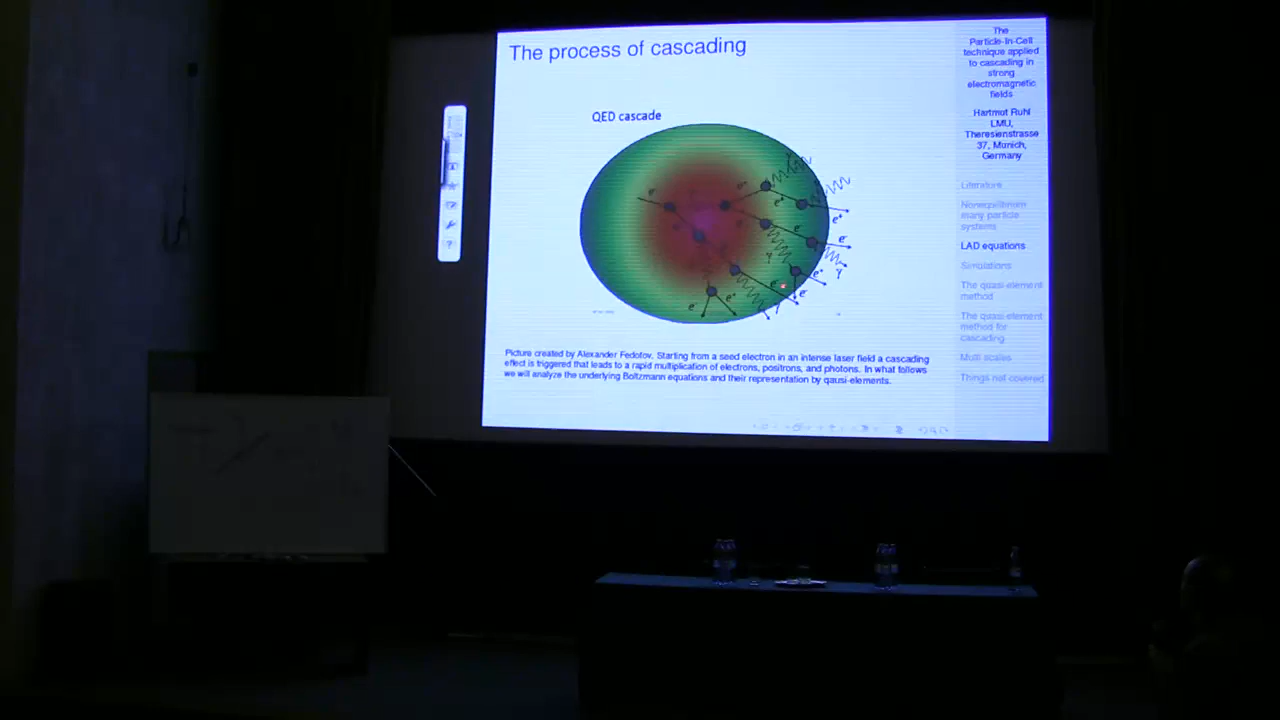 The process of cascading
QED cascade
Picture created by Alexander Fedotov. Starting from a seed electron in an intense laser field a cascading
effect is triggered that leads to a rapid multiplication of electrons, positrons, and photons. In what follows
we will analyze the underlying Boltzmann equations and their representation by qausi-elements.
The
Particle-In-Cell
technique applied
to cascading in
strong
electromagnetic
fields
Hartmut Ruhl
LMU,
Theresienstrasse
37, Munich,
Germany
Literature
Nonequilibrium
many particle
systems
LAD equations
Simulations
The quasi-element
method
The quasi-element
method for
cascading
Multi scales
Things not covered